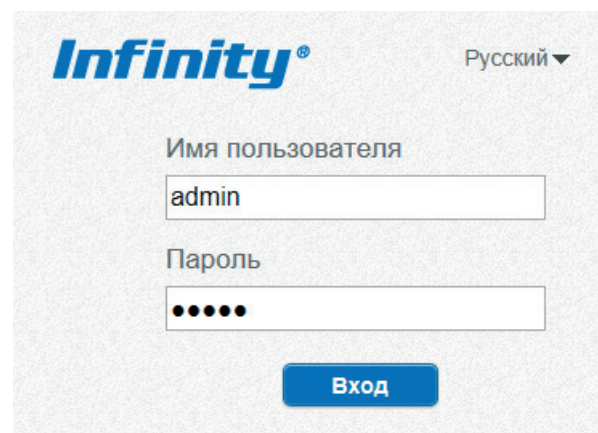 Infinity® Русский
Имя пользователя
admin
Пароль
•••••
Вход